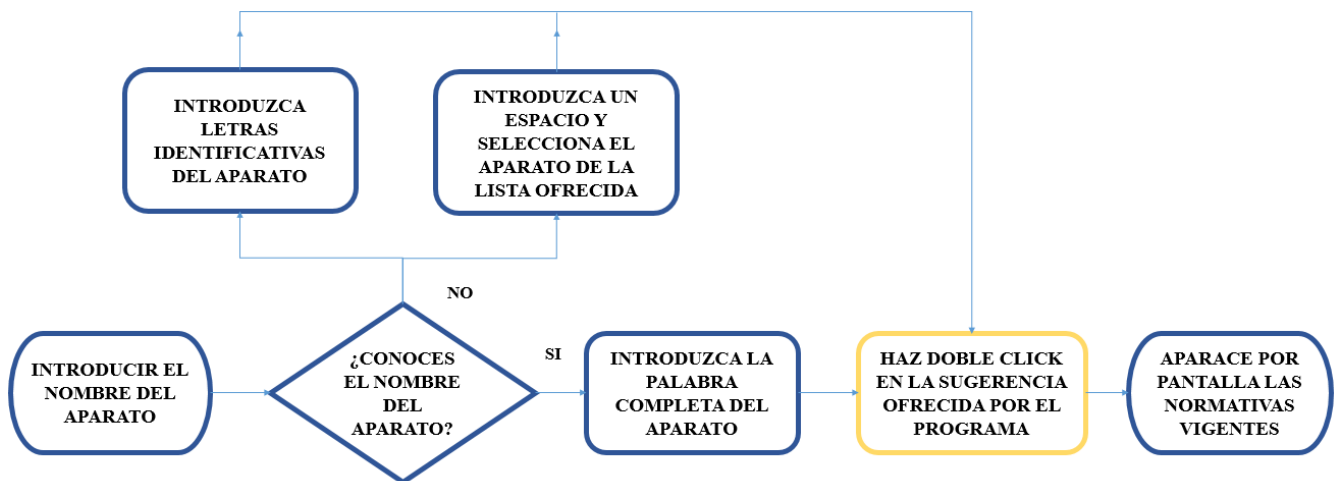 INTRODUZCA
LETRAS
IDENTIFICATIVAS
DEL APARATO
INTRODUZCA UN
ESPACIO Y
SELECCIONA EL
APARATO DE LA
LISTA OFRECIDA
NO
INTRODUCIR EL
NOMBRE DEL
APARATO
¿CONOCES
EL NOMBRE
DEL
APARATO?
SI
INTRODUZCA LA
PALABRA
COMPLETA DEL
APARATO
HAZ DOBLE CLICK
EN LA SUGERENCIA
OFRECIDA POR EL
PROGRAMA
APARACE POR
PANTALLA LAS
NORMATIVAS
VIGENTES